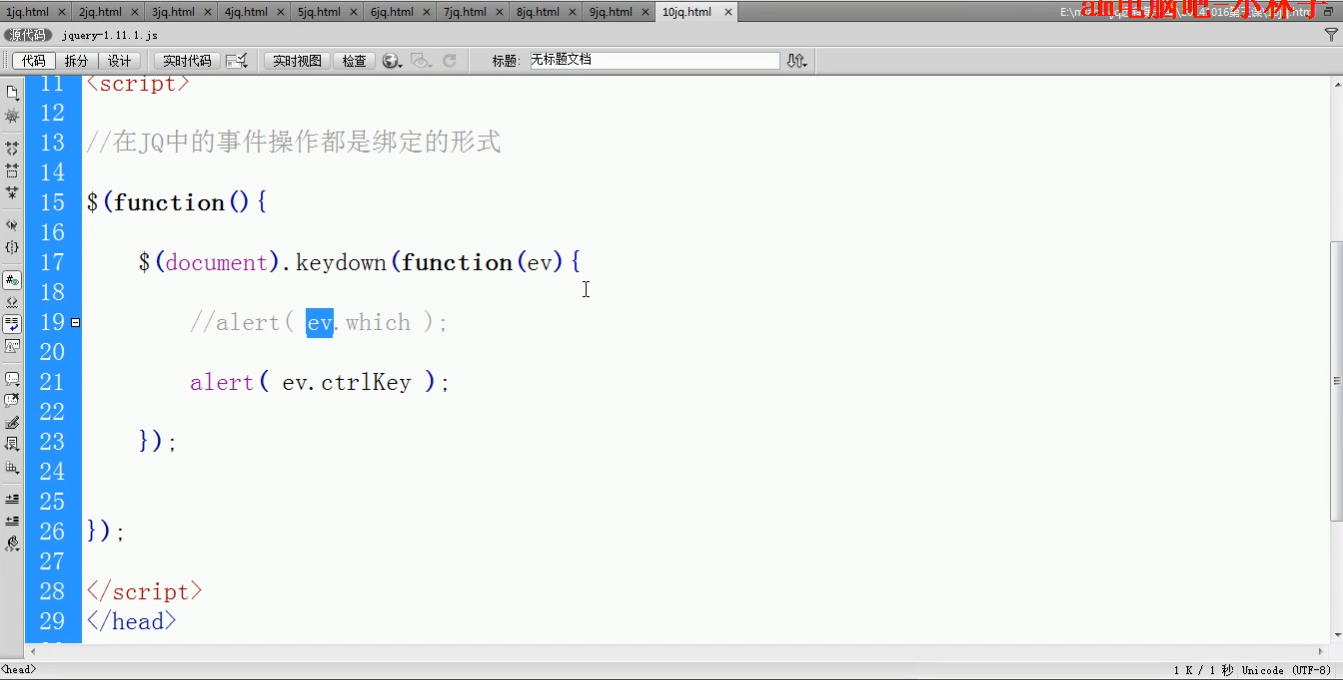 1jq.html 2jq.html 3jq.html 4jq.html 5jq.html 6jq.html 7jq.html 8jq.html 9jq.html 10jq.html
电脑吧-小林子
源代码 jquery-1.11.1.js
代码 拆分 设计 实时代码 实时视图 检查 标题: 无标题文档
11 <script>
12
13 //在JQ中的事件操作都是绑定的形式
14
15 $(function(){
16
17 $(document).keydown(function(ev){
18
19 //alert( ev.which );
20
21 alert( ev.ctrlKey );
22
23 });
24
25
26 });
27
28 </script>
29 </head>
<head> 1 K / 1 秒 Unicode (UTF-8)